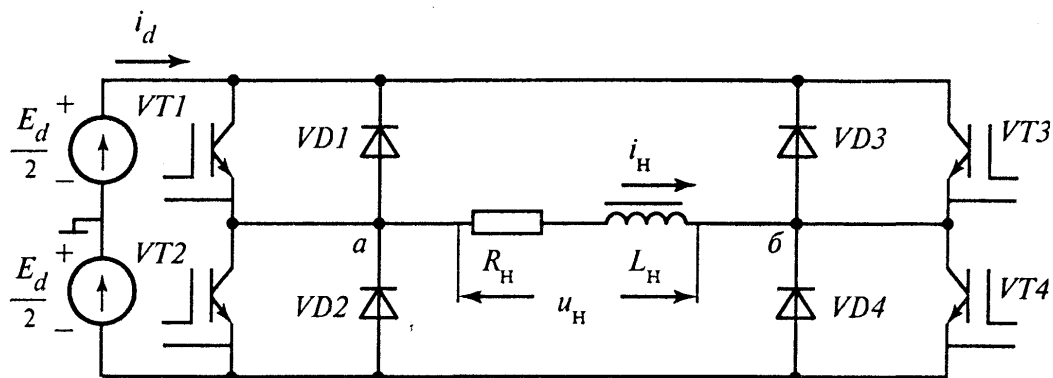 i_d
+
E_d/2
−
VT1
VD1
VD3
VT3
i_н
a
б
+
E_d/2
−
VT2
VD2
R_н
L_н
u_н
VD4
VT4